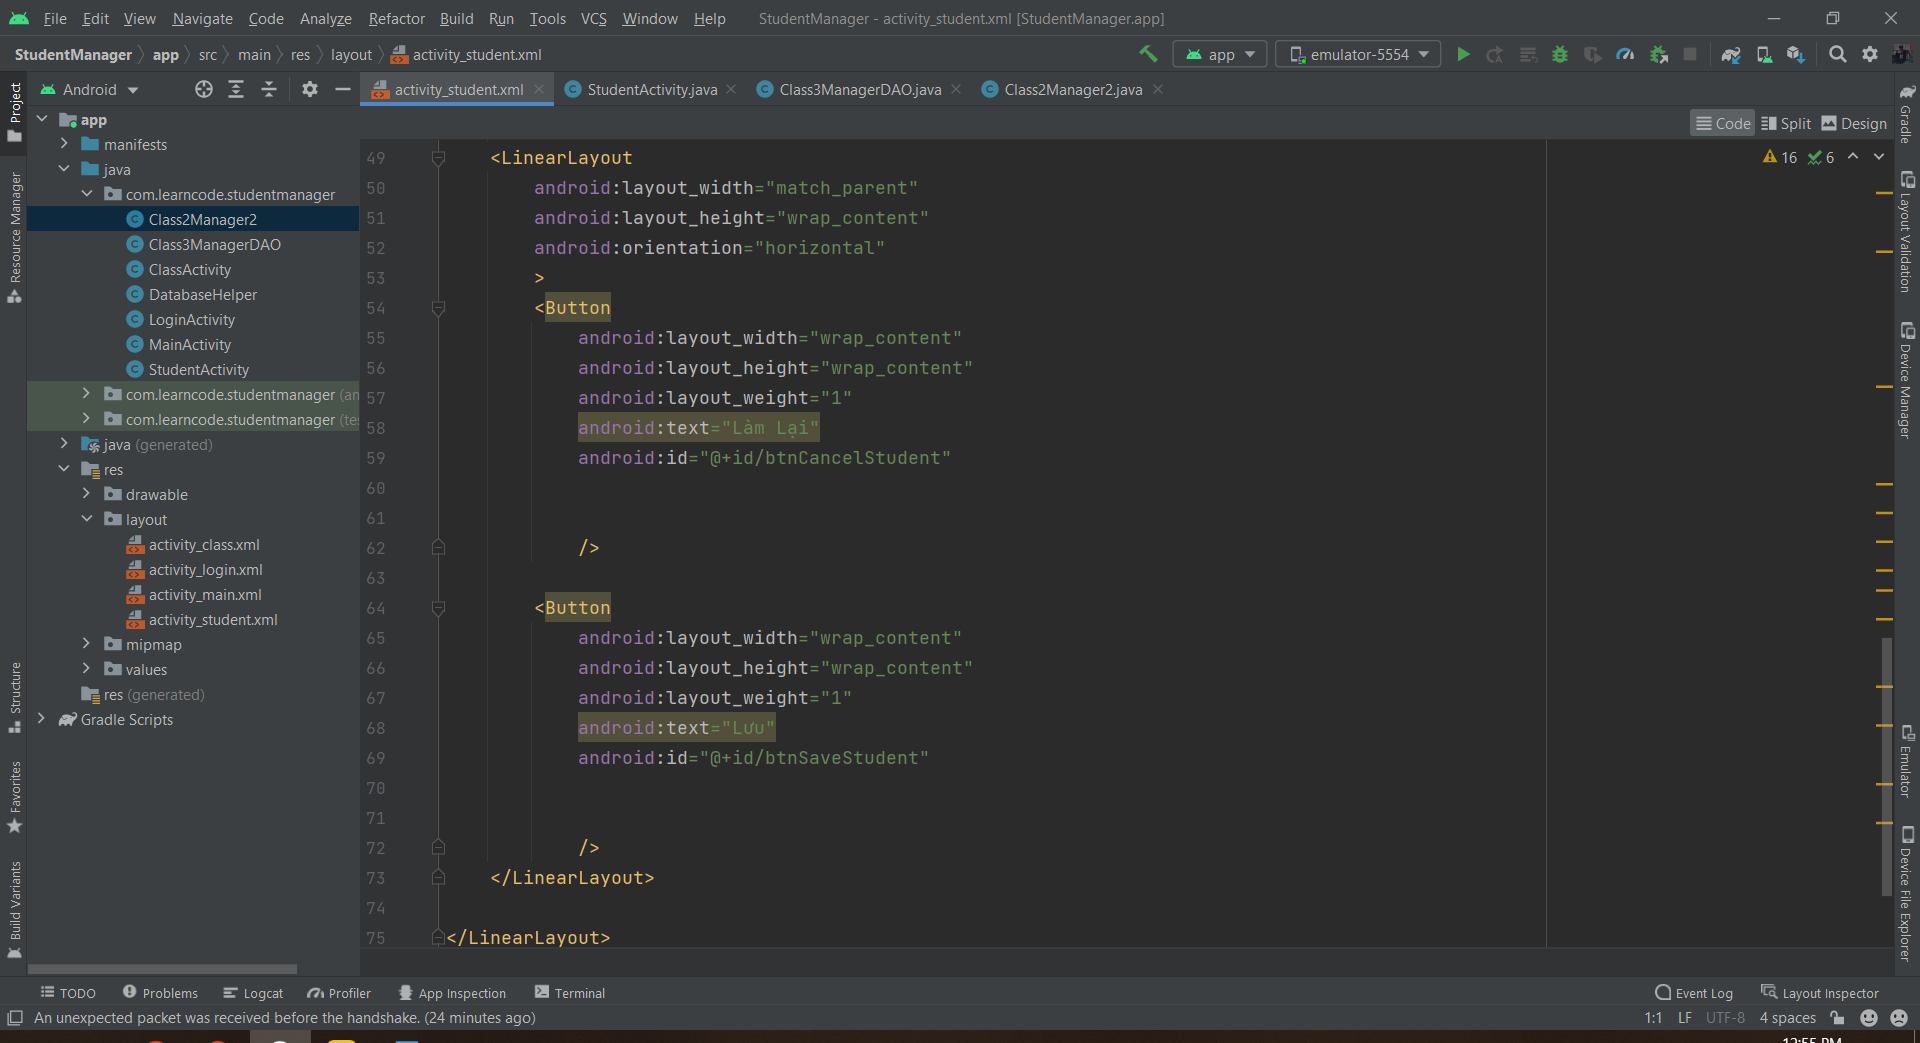 File Edit View Navigate Code Analyze Refactor Build Run Tools VCS Window Help StudentManager - activity_student.xml [StudentManager.app]
StudentManager app src main res layout activity_student.xml app emulator-5554
Project
Android
activity_student.xml StudentActivity.java Class3ManagerDAO.java Class2Manager2.java
Gradle
Code Split Design
16 6
app
manifests
java
com.learncode.studentmanager
Class2Manager2
Class3ManagerDAO
ClassActivity
DatabaseHelper
LoginActivity
MainActivity
StudentActivity
com.learncode.studentmanager (an
com.learncode.studentmanager (te
java (generated)
res
drawable
layout
activity_class.xml
activity_login.xml
activity_main.xml
activity_student.xml
mipmap
values
res (generated)
Gradle Scripts
Resource Manager
Structure
Favorites
Build Variants
49 <LinearLayout
50 android:layout_width="match_parent"
51 android:layout_height="wrap_content"
52 android:orientation="horizontal"
53 >
54 <Button
55 android:layout_width="wrap_content"
56 android:layout_height="wrap_content"
57 android:layout_weight="1"
58 android:text="Làm Lại"
59 android:id="@+id/btnCancelStudent"
60
61
62 />
63
64 <Button
65 android:layout_width="wrap_content"
66 android:layout_height="wrap_content"
67 android:layout_weight="1"
68 android:text="Lưu"
69 android:id="@+id/btnSaveStudent"
70
71
72 />
73 </LinearLayout>
74
75 </LinearLayout>
Layout Validation
Device Manager
Emulator
Device File Explorer
TODO Problems Logcat Profiler App Inspection Terminal Event Log Layout Inspector
An unexpected packet was received before the handshake. (24 minutes ago) 1:1 LF UTF-8 4 spaces
12:55 PM